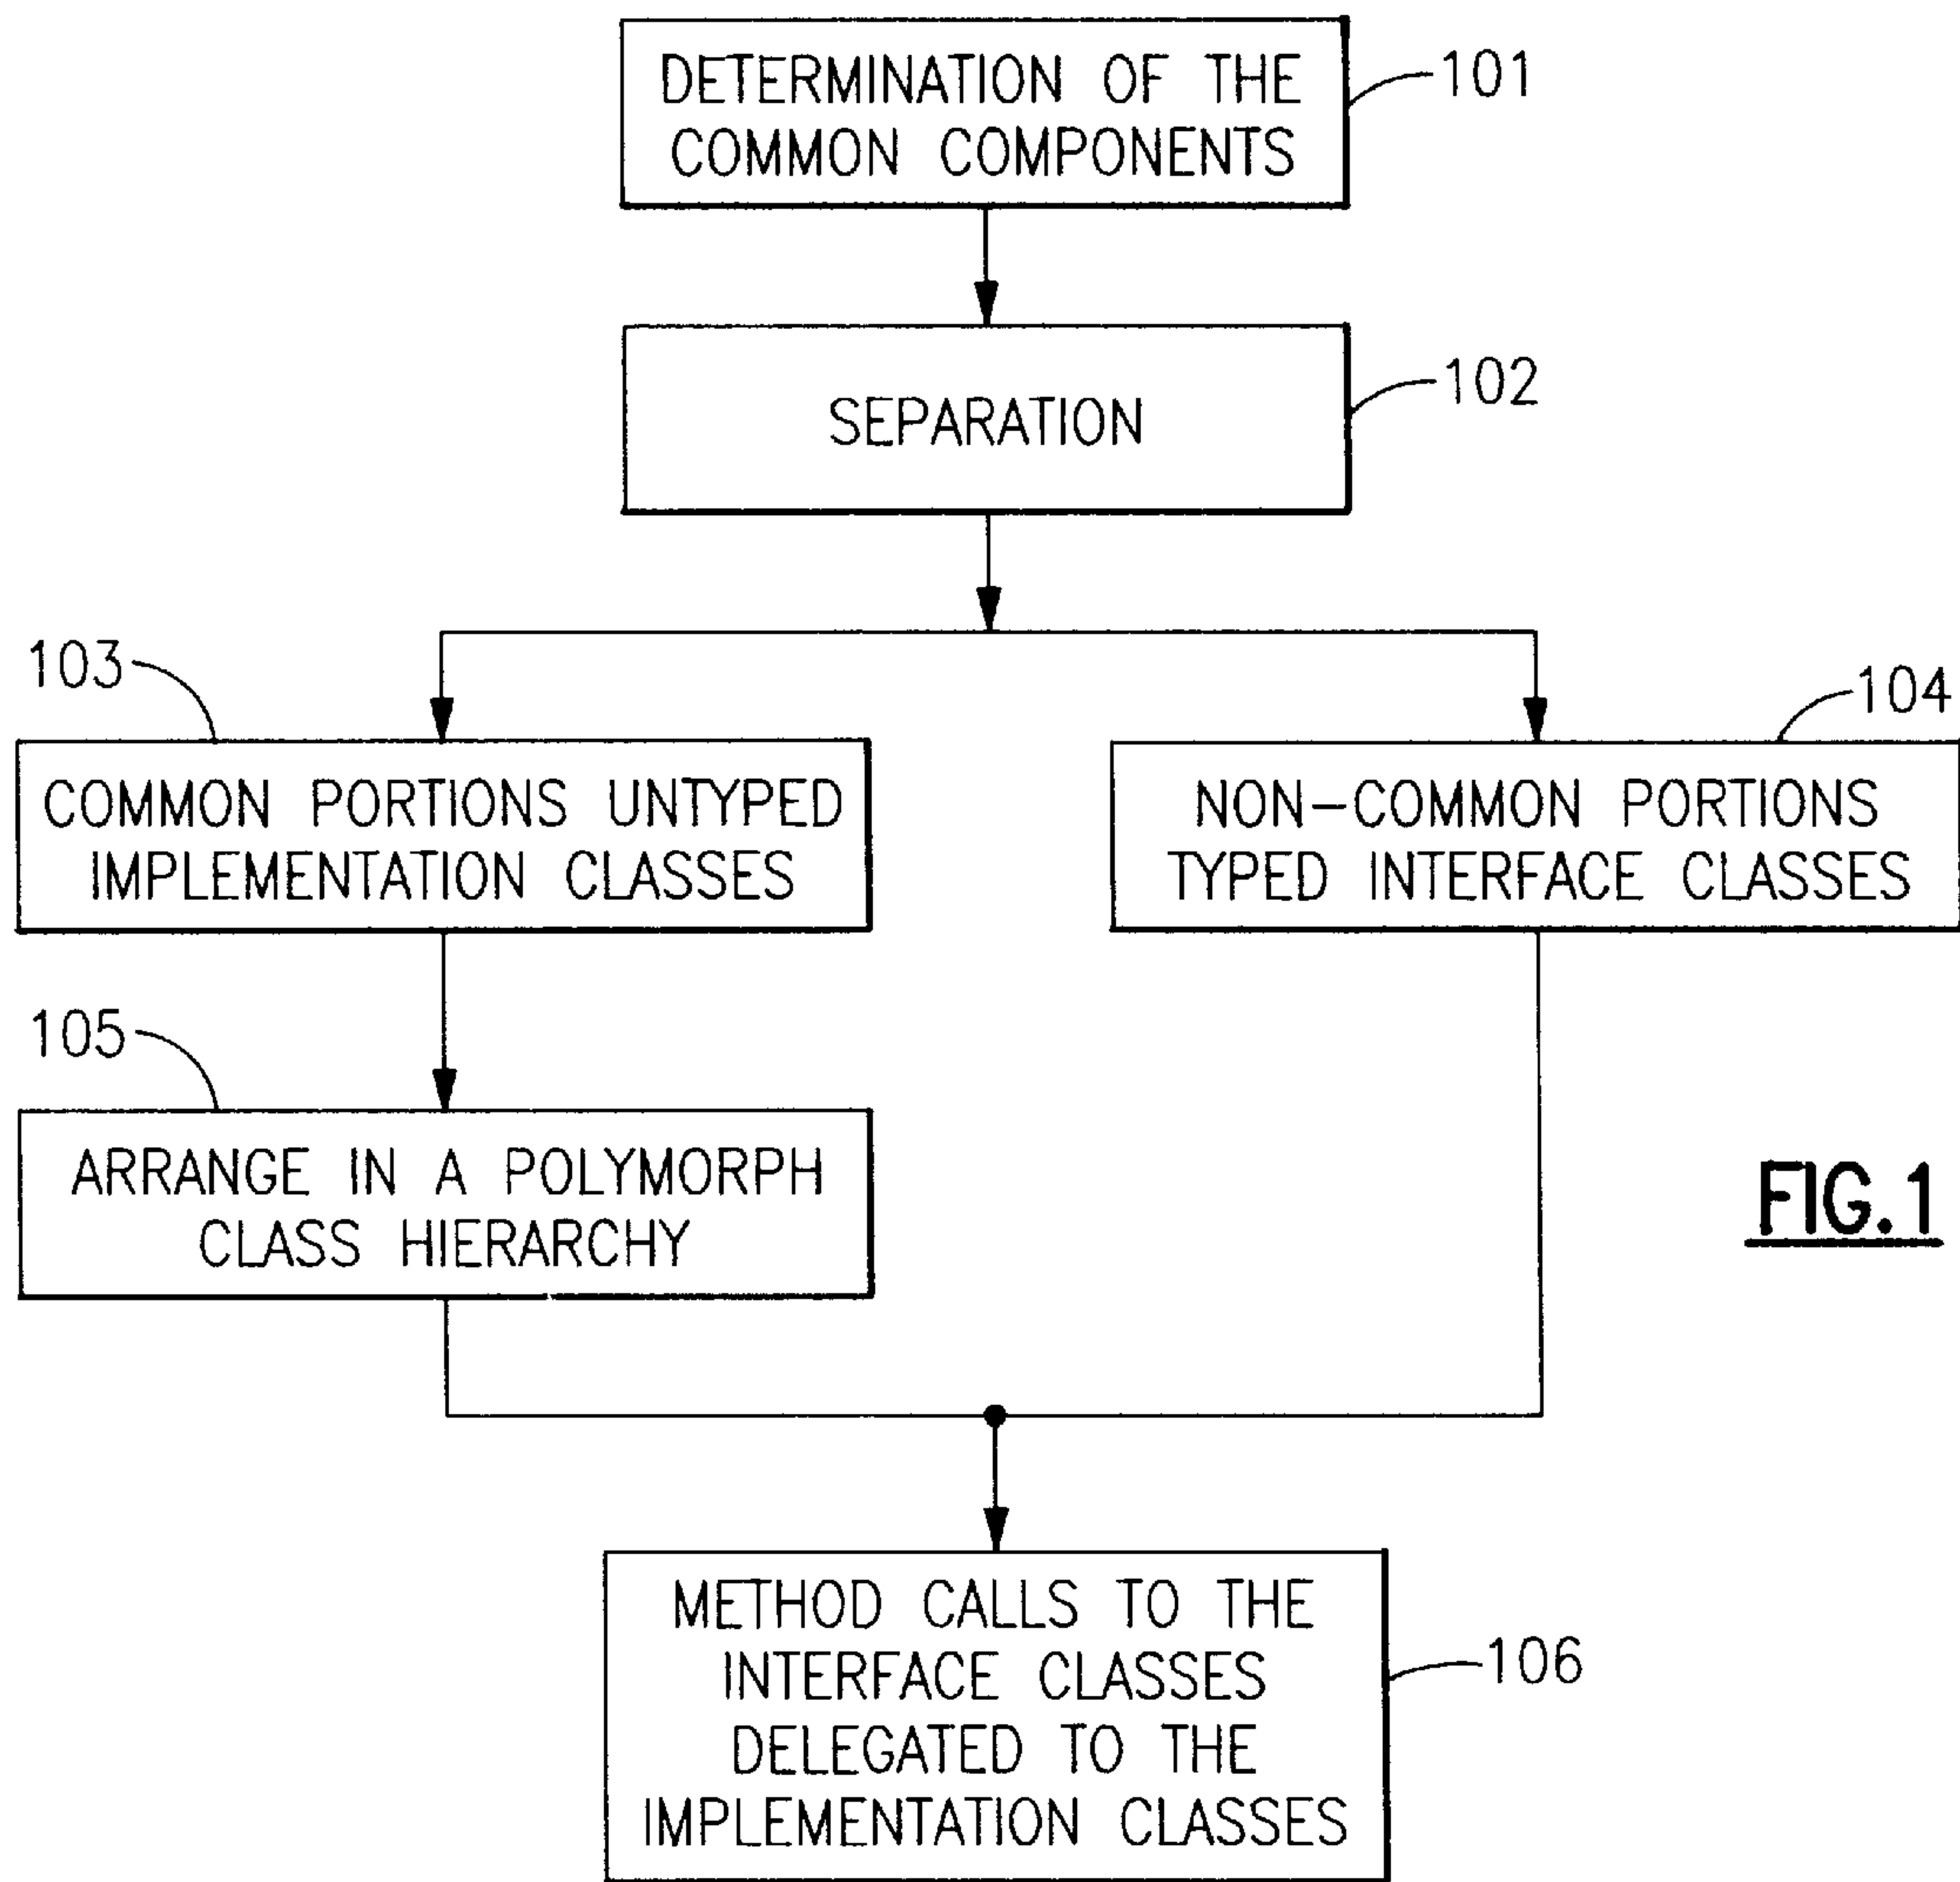 DETERMINATION OF THE
COMMON COMPONENTS
101
SEPARATION
102
103
COMMON PORTIONS UNTYPED
IMPLEMENTATION CLASSES
104
NON-COMMON PORTIONS
TYPED INTERFACE CLASSES
105
ARRANGE IN A POLYMORPH
CLASS HIERARCHY
FIG.1
METHOD CALLS TO THE
INTERFACE CLASSES
DELEGATED TO THE
IMPLEMENTATION CLASSES
106